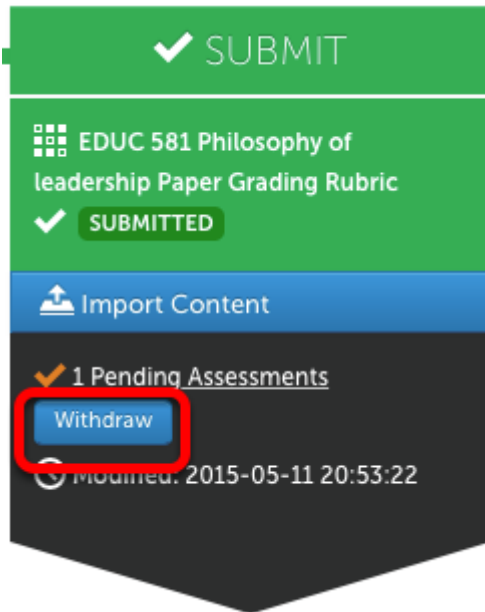 SUBMIT
EDUC 581 Philosophy of
leadership Paper Grading Rubric
SUBMITTED
Import Content
1 Pending Assessments
Withdraw
Modified: 2015-05-11 20:53:22